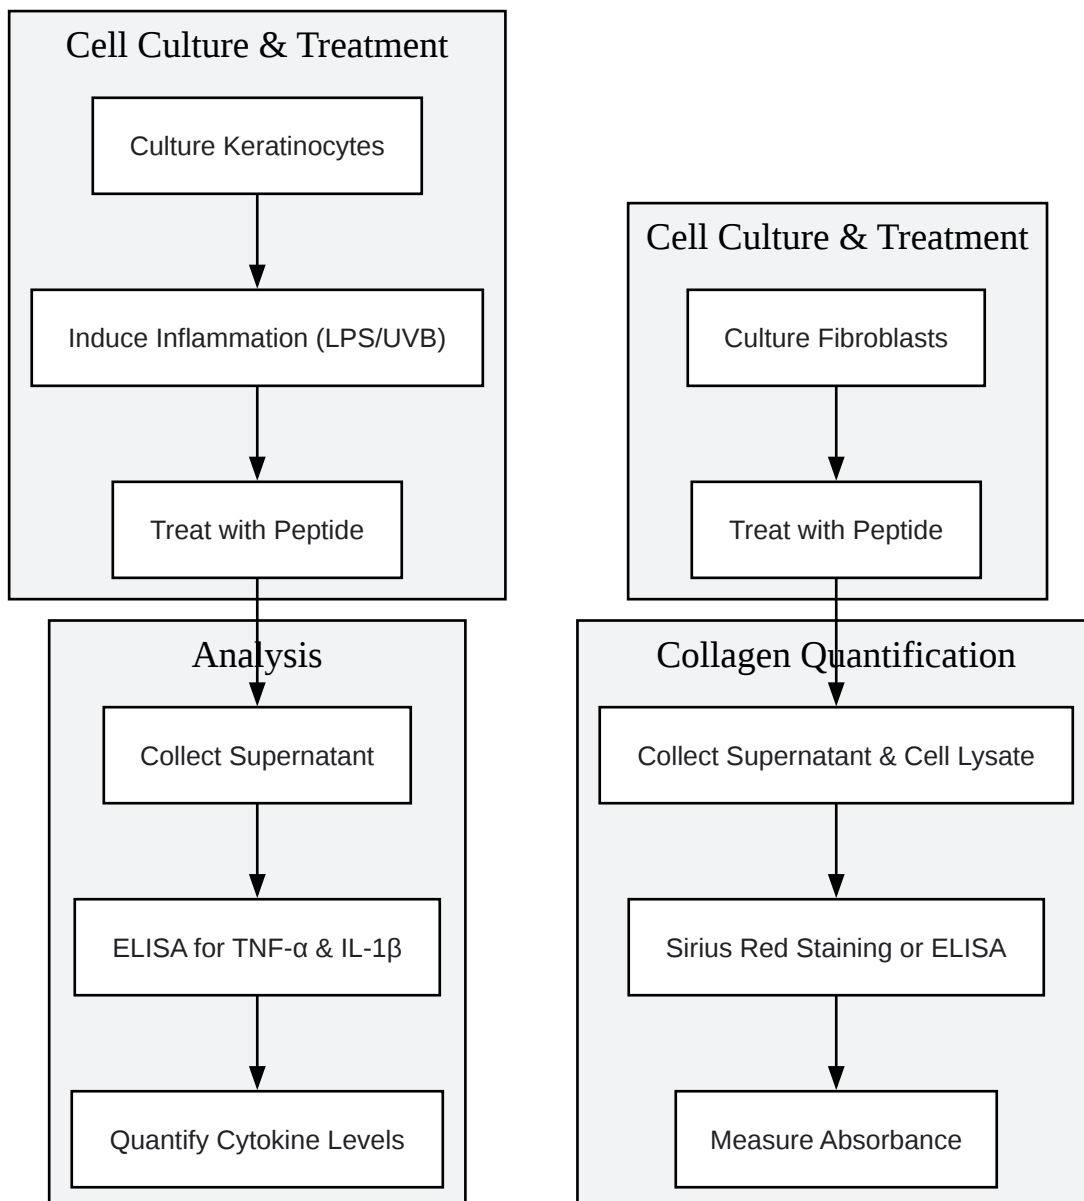 Cell Culture & Treatment
Culture Keratinocytes
Induce Inflammation (LPS/UVB)
Treat with Peptide
Analysis
Collect Supernatant
ELISA for TNF-α & IL-1β
Quantify Cytokine Levels
Cell Culture & Treatment
Culture Fibroblasts
Treat with Peptide
Collagen Quantification
Collect Supernatant & Cell Lysate
Sirius Red Staining or ELISA
Measure Absorbance